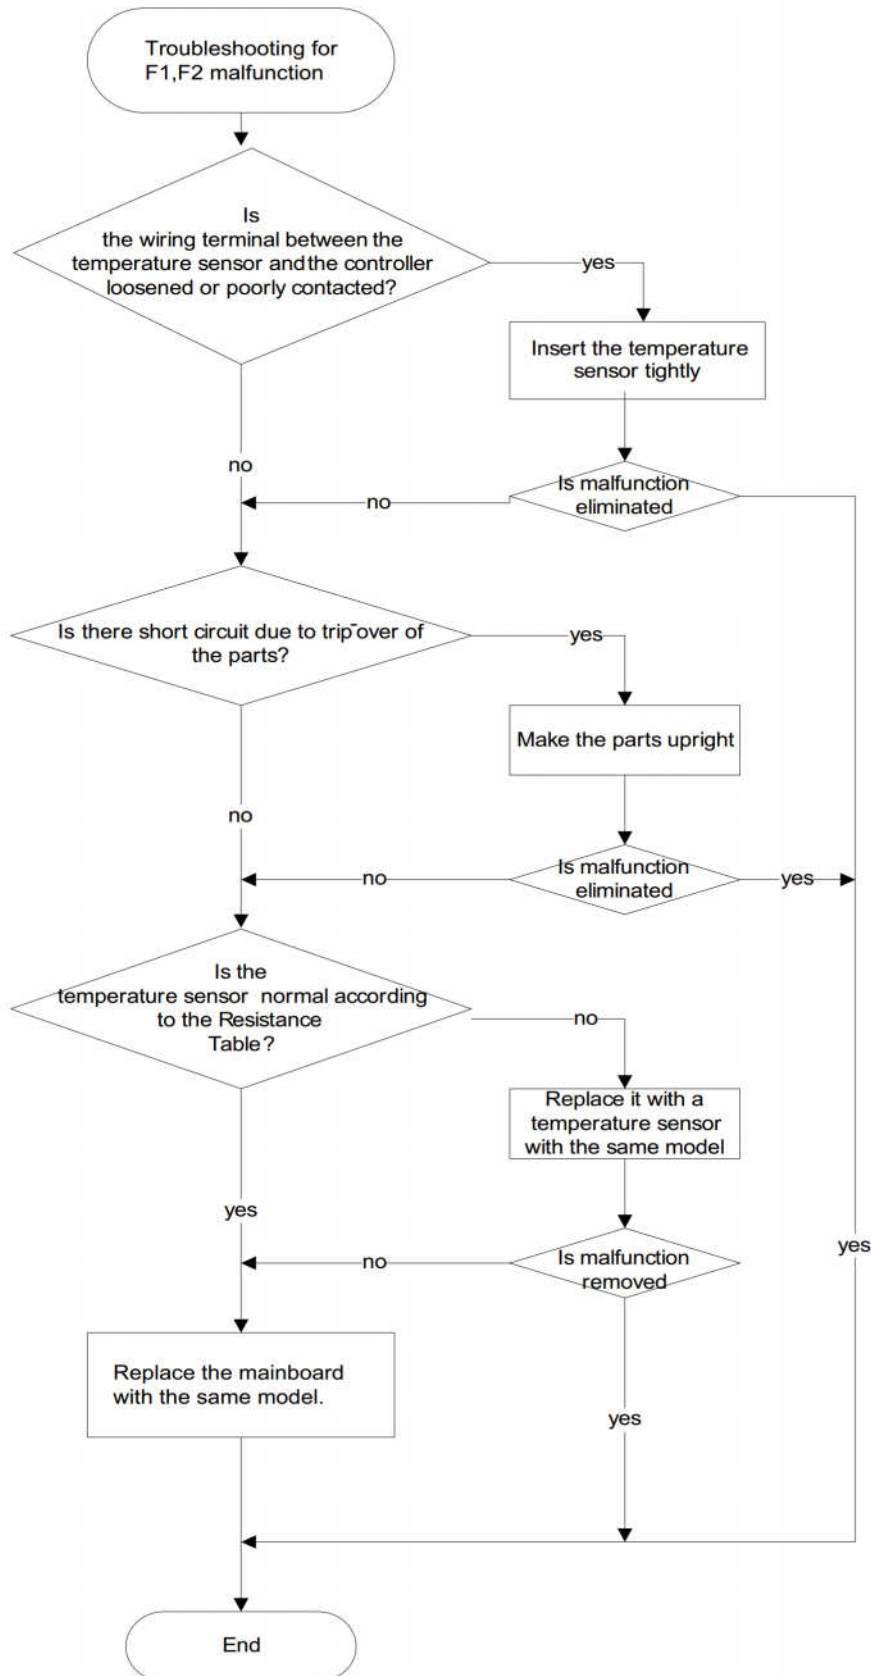 Troubleshooting for
F1,F2 malfunction
Is
the wiring terminal between the
temperature sensor and the controller
loosened or poorly contacted?
yes
Insert the temperature
sensor tightly
no
Is malfunction
eliminated
no
Is there short circuit due to trip-over of
the parts?
yes
Make the parts upright
no
Is malfunction
eliminated
no
yes
Is the
temperature sensor normal according
to the Resistance
Table?
no
Replace it with a
temperature sensor
with the same model
yes
yes
Is malfunction
removed
no
Replace the mainboard
with the same model.
yes
End